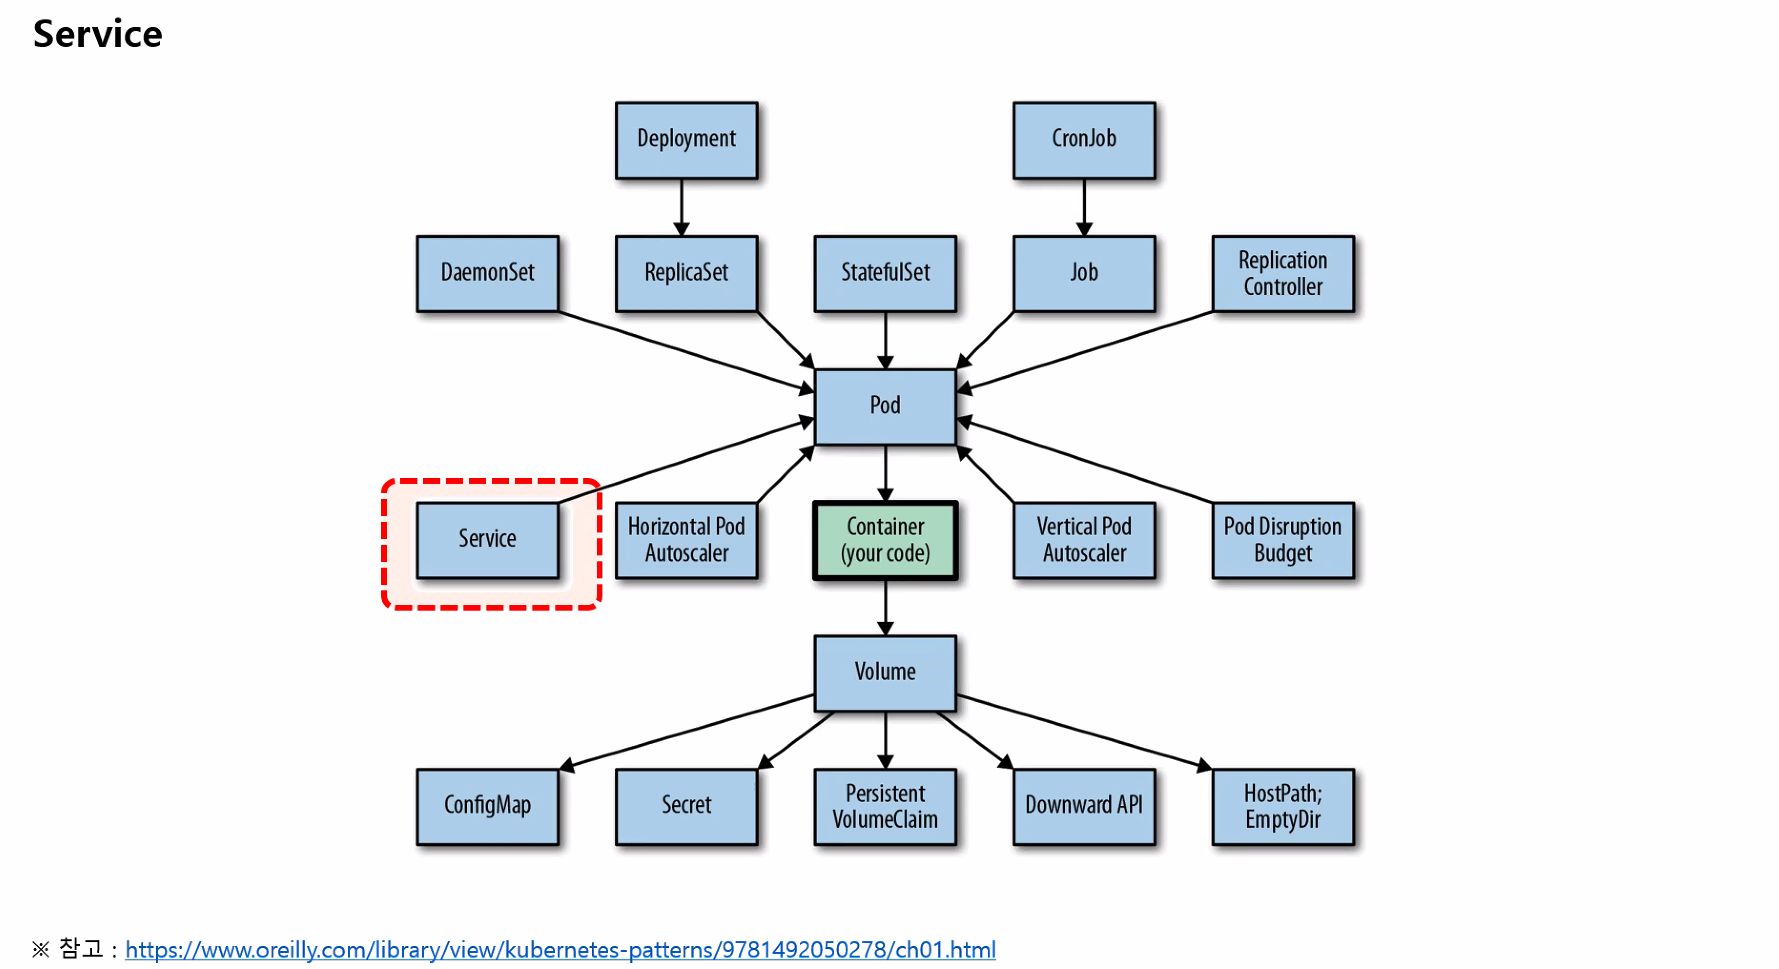 Service
Deployment
CronJob
DaemonSet
ReplicaSet
StatefulSet
Job
Replication
Controller
Pod
Service
Horizontal Pod
Autoscaler
Container
(your code)
Vertical Pod
Autoscaler
Pod Disruption
Budget
Volume
ConfigMap
Secret
Persistent
VolumeClaim
Downward API
HostPath;
EmptyDir
※ 참고 : https://www.oreilly.com/library/view/kubernetes-patterns/9781492050278/ch01.html